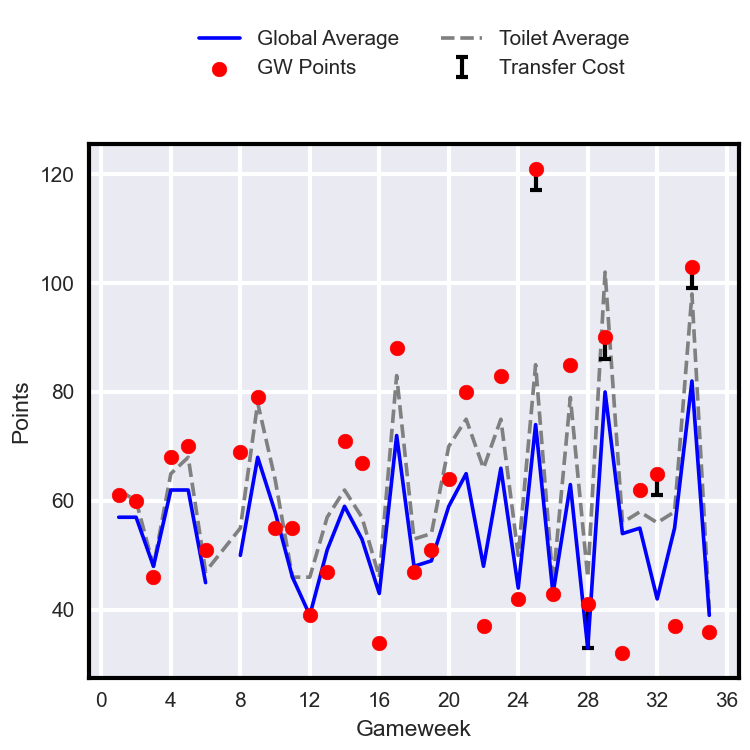 Global Average Toilet Average
GW Points Transfer Cost
120
100
80
60
40
Points
0 4 8 12 16 20 24 28 32 36
Gameweek